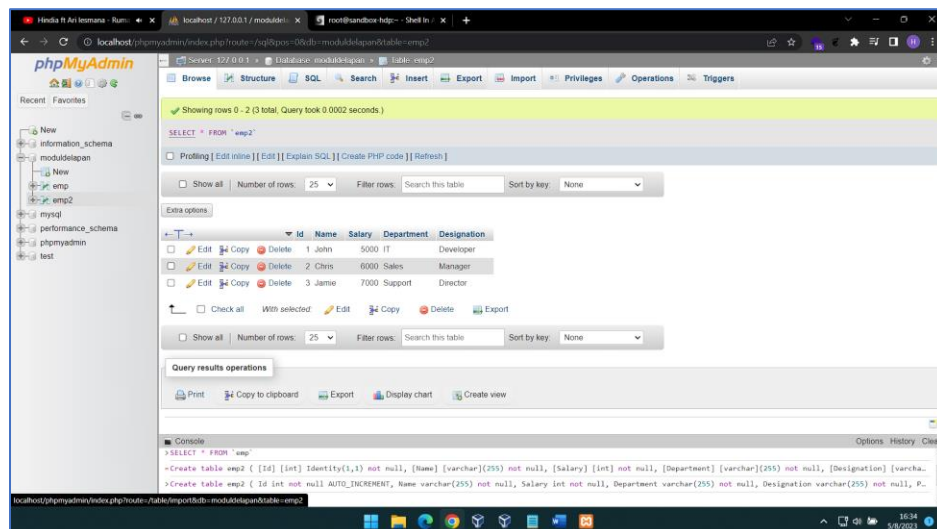 Hindia ft Ari lesmana - Rum
localhost / 127.0.0.1 / moduldel
root@sandbox-hdp:~ - Shell In
localhost/phpmyadmin/index.php?route=/sql&pos=0&db=moduldelapan&table=emp2
phpMyAdmin
Recent Favorites
New
information_schema
moduldelapan
New
emp
emp2
mysql
performance_schema
phpmyadmin
test
Server: 127.0.0.1 » Database: moduldelapan » Table: emp2
Browse Structure SQL Search Insert Export Import Privileges Operations Triggers
Showing rows 0 - 2 (3 total, Query took 0.0002 seconds.)
SELECT * FROM `emp2`
Profiling [ Edit inline ] [ Edit ] [ Explain SQL ] [ Create PHP code ] [ Refresh ]
Show all | Number of rows: 25 Filter rows: Search this table Sort by key: None
Extra options
←T→ Id Name Salary Department Designation
Edit Copy Delete 1 John 5000 IT Developer
Edit Copy Delete 2 Chris 6000 Sales Manager
Edit Copy Delete 3 Jamie 7000 Support Director
Check all With selected: Edit Copy Delete Export
Show all | Number of rows: 25 Filter rows: Search this table Sort by key: None
Query results operations
Print Copy to clipboard Export Display chart Create view
Console Options History Clea
>SELECT * FROM `emp`
>Create table emp2 ( [Id] [int] Identity(1,1) not null, [Name] [varchar](255) not null, [Salary] [int] not null, [Department] [varchar](255) not null, [Designation] [varcha…
>Create table emp2 ( Id int not null AUTO_INCREMENT, Name varchar(255) not null, Salary int not null, Department varchar(255) not null, Designation varchar(255) not null, P…
localhost/phpmyadmin/index.php?route=/table/import&db=moduldelapan&table=emp2
16:34
5/8/2023